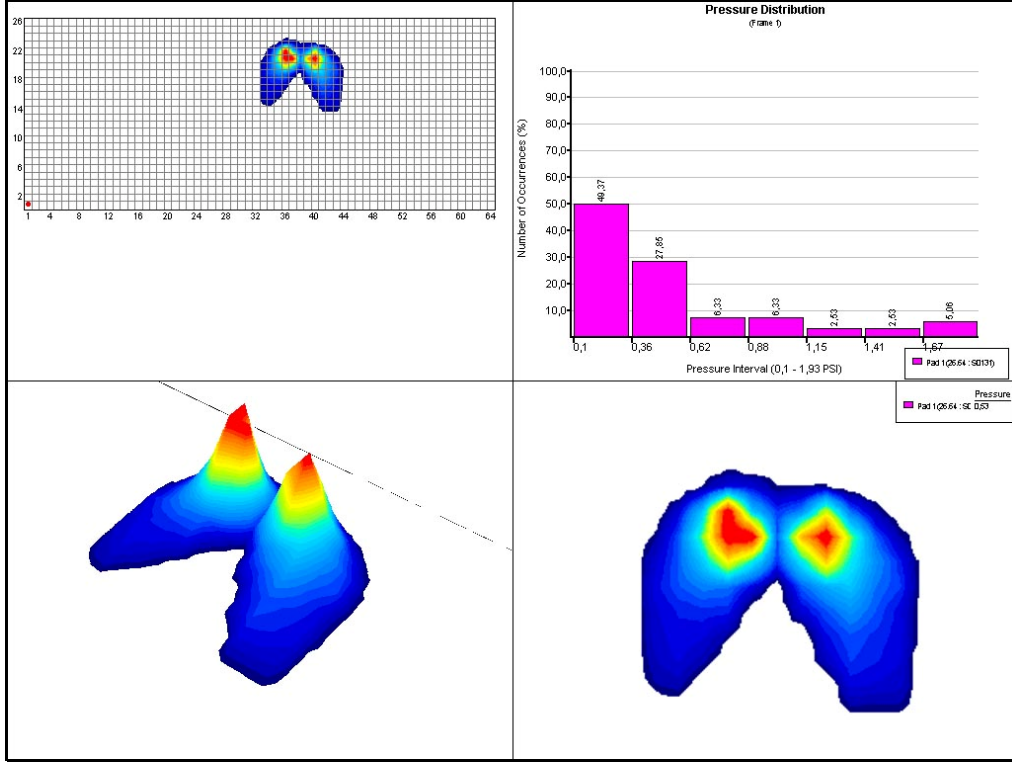 26
22
18
14
10
6
2
1 4 8 12 16 20 24 28 32 36 40 44 48 52 56 60 64
Pressure Distribution
(Frame 1)
Number of Occurrences (%)
100,0
90,0
80,0
70,0
60,0
50,0
40,0
30,0
20,0
10,0
49,37
27,85
6,33
6,33
2,53
2,53
5,06
0,1 0,36 0,62 0,88 1,15 1,41 1,67
Pressure Interval (0,1 - 1,93 PSI)
Pad 1(26.64 : S0131)
Pressure
Pad 1(26.64 : S( 0,53